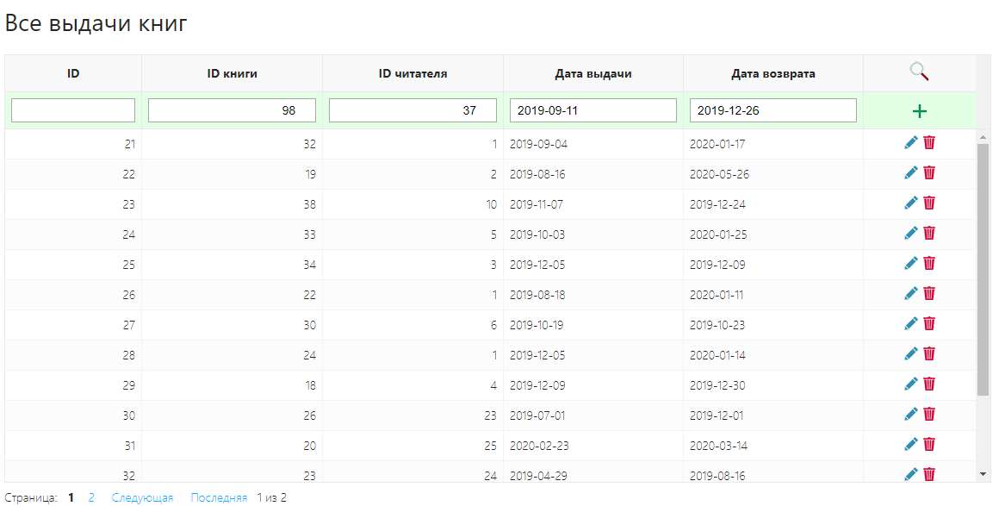 Все выдачи книг
ID ID книги ID читателя Дата выдачи Дата возврата
98 37 2019-09-11 2019-12-26
21 32 1 2019-09-04 2020-01-17
22 19 2 2019-08-16 2020-05-26
23 38 10 2019-11-07 2019-12-24
24 33 5 2019-10-03 2020-01-25
25 34 3 2019-12-05 2019-12-09
26 22 1 2019-08-18 2020-01-11
27 30 6 2019-10-19 2019-10-23
28 24 1 2019-12-05 2020-01-14
29 18 4 2019-12-09 2019-12-30
30 26 23 2019-07-01 2019-12-01
31 20 25 2020-02-23 2020-03-14
32 23 24 2019-04-29 2019-08-16
Страница: 1 2 Следующая Последняя 1 из 2